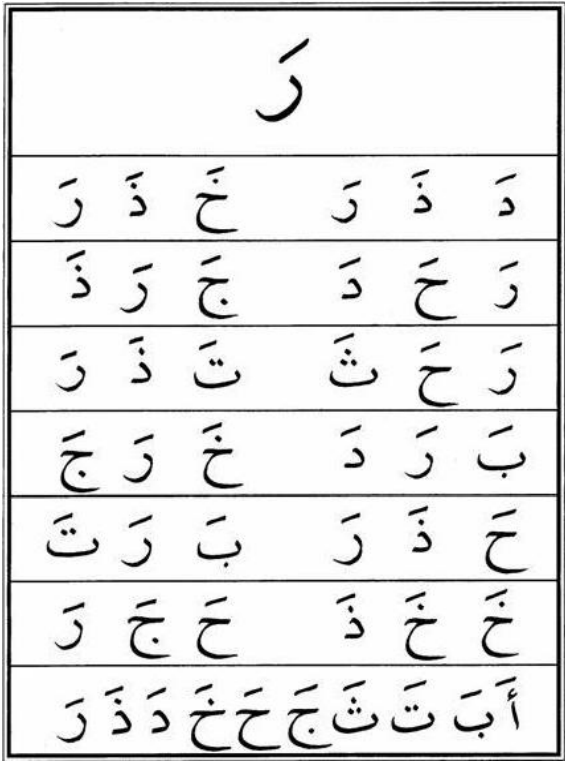 رَ
دَ ذَ رَ خَ ذَ رَ
رَ حَ دَ جَ رَ ذَ
رَ حَ ثَ تَ ذَ رَ
بَ رَ دَ خَ رَ جَ
حَ ذَ رَ بَ رَ تَ
خَ خَ ذَ حَ جَ رَ
أَ بَ تَ ثَ جَ حَ خَ دَ ذَ رَ